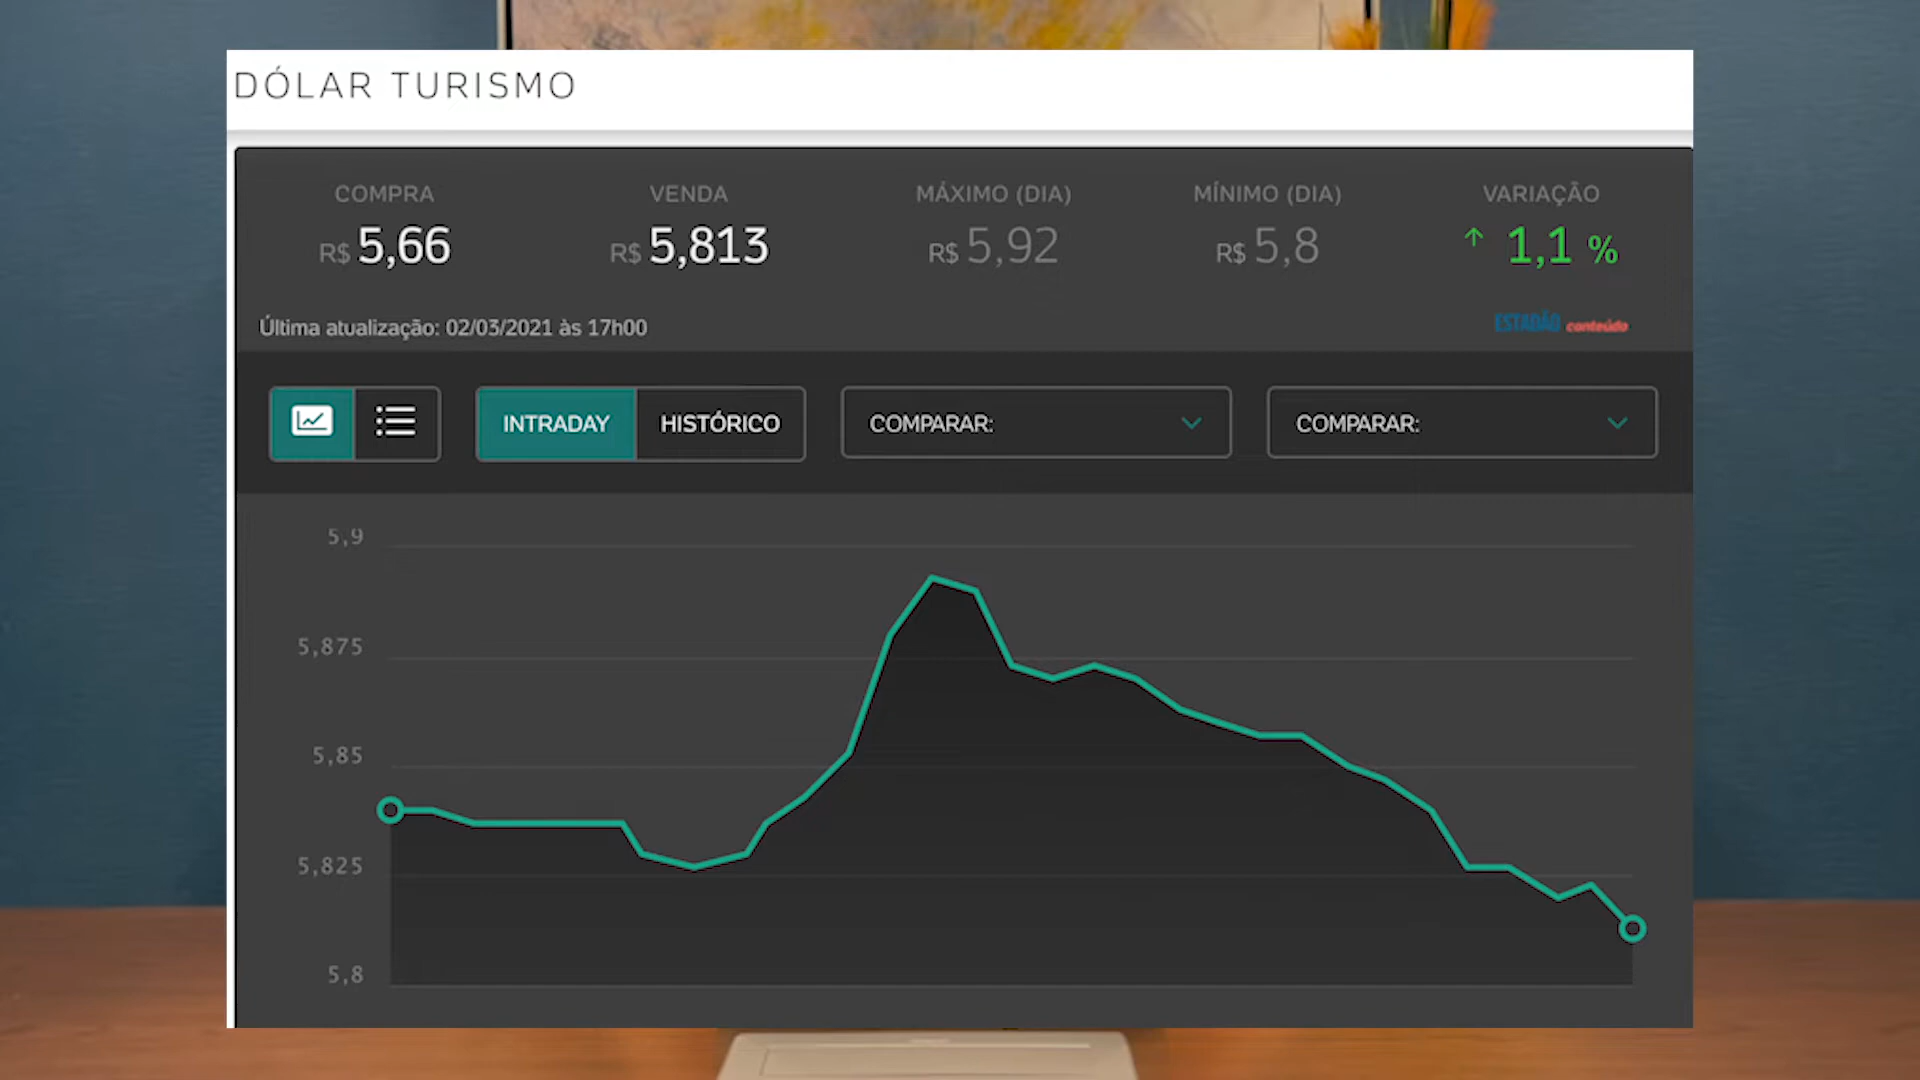 DÓLAR TURISMO
COMPRA VENDA MÁXIMO (DIA) MÍNIMO (DIA) VARIAÇÃO
R$ 5,66 R$ 5,813 R$ 5,92 R$ 5,8 ↑ 1,1 %
Última atualização: 02/03/2021 às 17h00 ESTADÃO conteúdo
INTRADAY HISTÓRICO COMPARAR: COMPARAR:
5,9
5,875
5,85
5,825
5,8